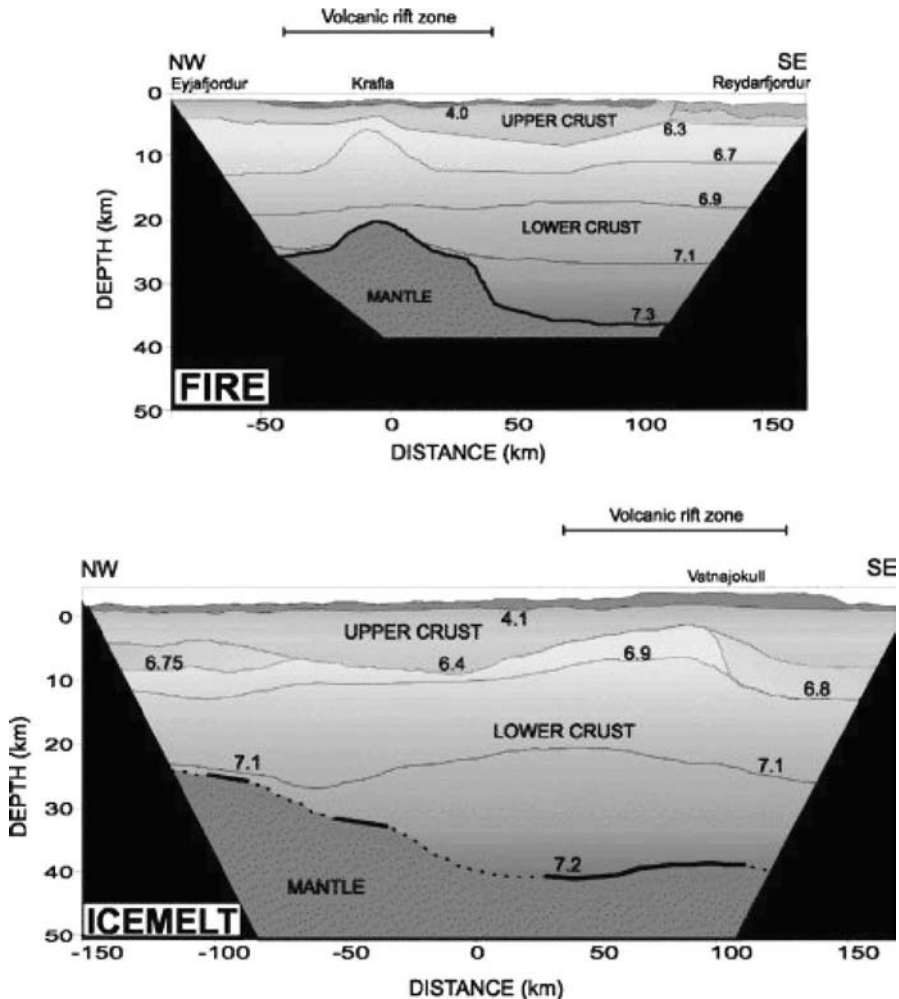 Volcanic rift zone
NW
SE
Eyjafjordur
Krafla
Reydarfjordur
0
4.0
UPPER CRUST
6.3
10
6.7
6.9
20
LOWER CRUST
7.1
30
MANTLE
7.3
40
FIRE
50
DEPTH (km)
-50
0
50
100
150
DISTANCE (km)
Volcanic rift zone
NW
Vatnajokull
SE
0
4.1
UPPER CRUST
6.75
6.4
6.9
10
6.8
LOWER CRUST
20
7.1
7.1
30
40
7.2
MANTLE
ICEMELT
50
DEPTH (km)
-150
-100
-50
0
50
100
150
DISTANCE (km)